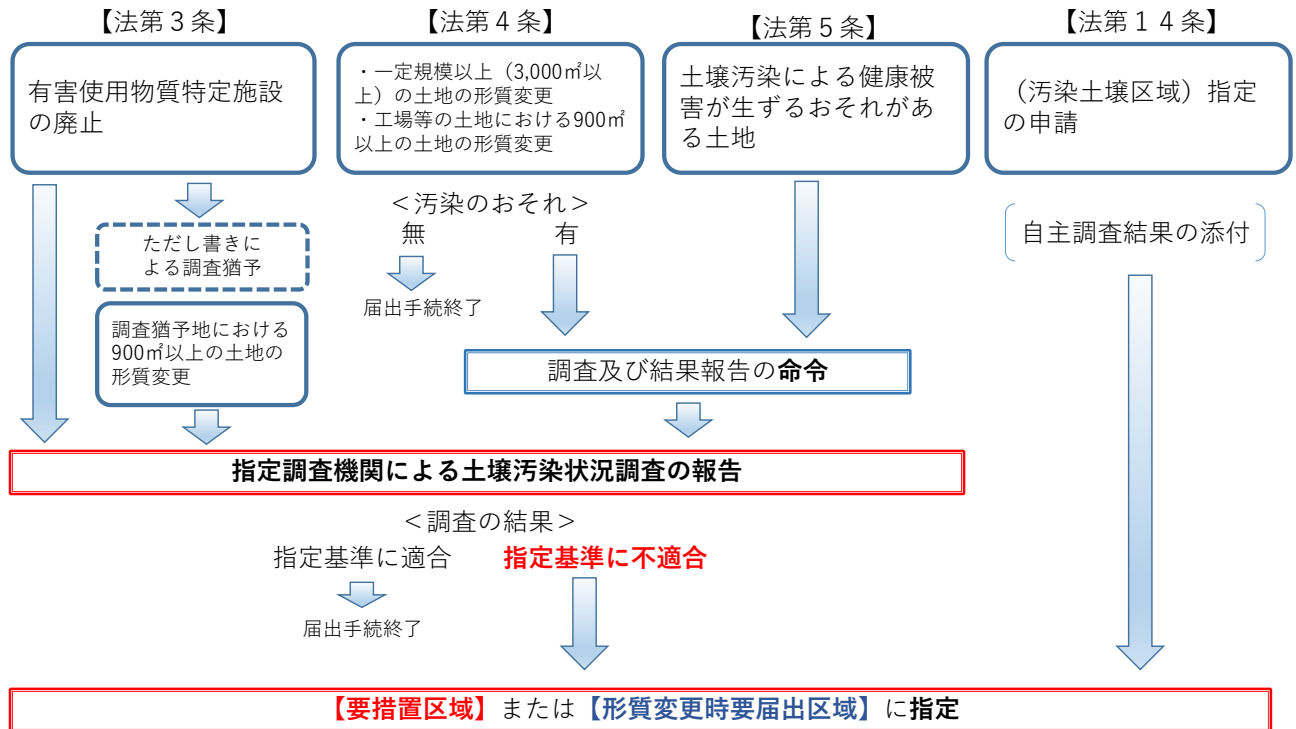 【法第３条】
【法第４条】
【法第５条】
【法第１４条】
有害使用物質特定施設
の廃止
・一定規模以上（3,000㎡以
上）の土地の形質変更
・工場等の土地における900㎡
以上の土地の形質変更
土壌汚染による健康被
害が生ずるおそれがあ
る土地
（汚染土壌区域）指定
の申請
ただし書きに
よる調査猶予
＜汚染のおそれ＞
無
有
自主調査結果の添付
届出手続終了
調査猶予地における
900㎡以上の土地の
形質変更
調査及び結果報告の命令
指定調査機関による土壌汚染状況調査の報告
＜調査の結果＞
指定基準に適合
指定基準に不適合
届出手続終了
【要措置区域】または【形質変更時要届出区域】に指定